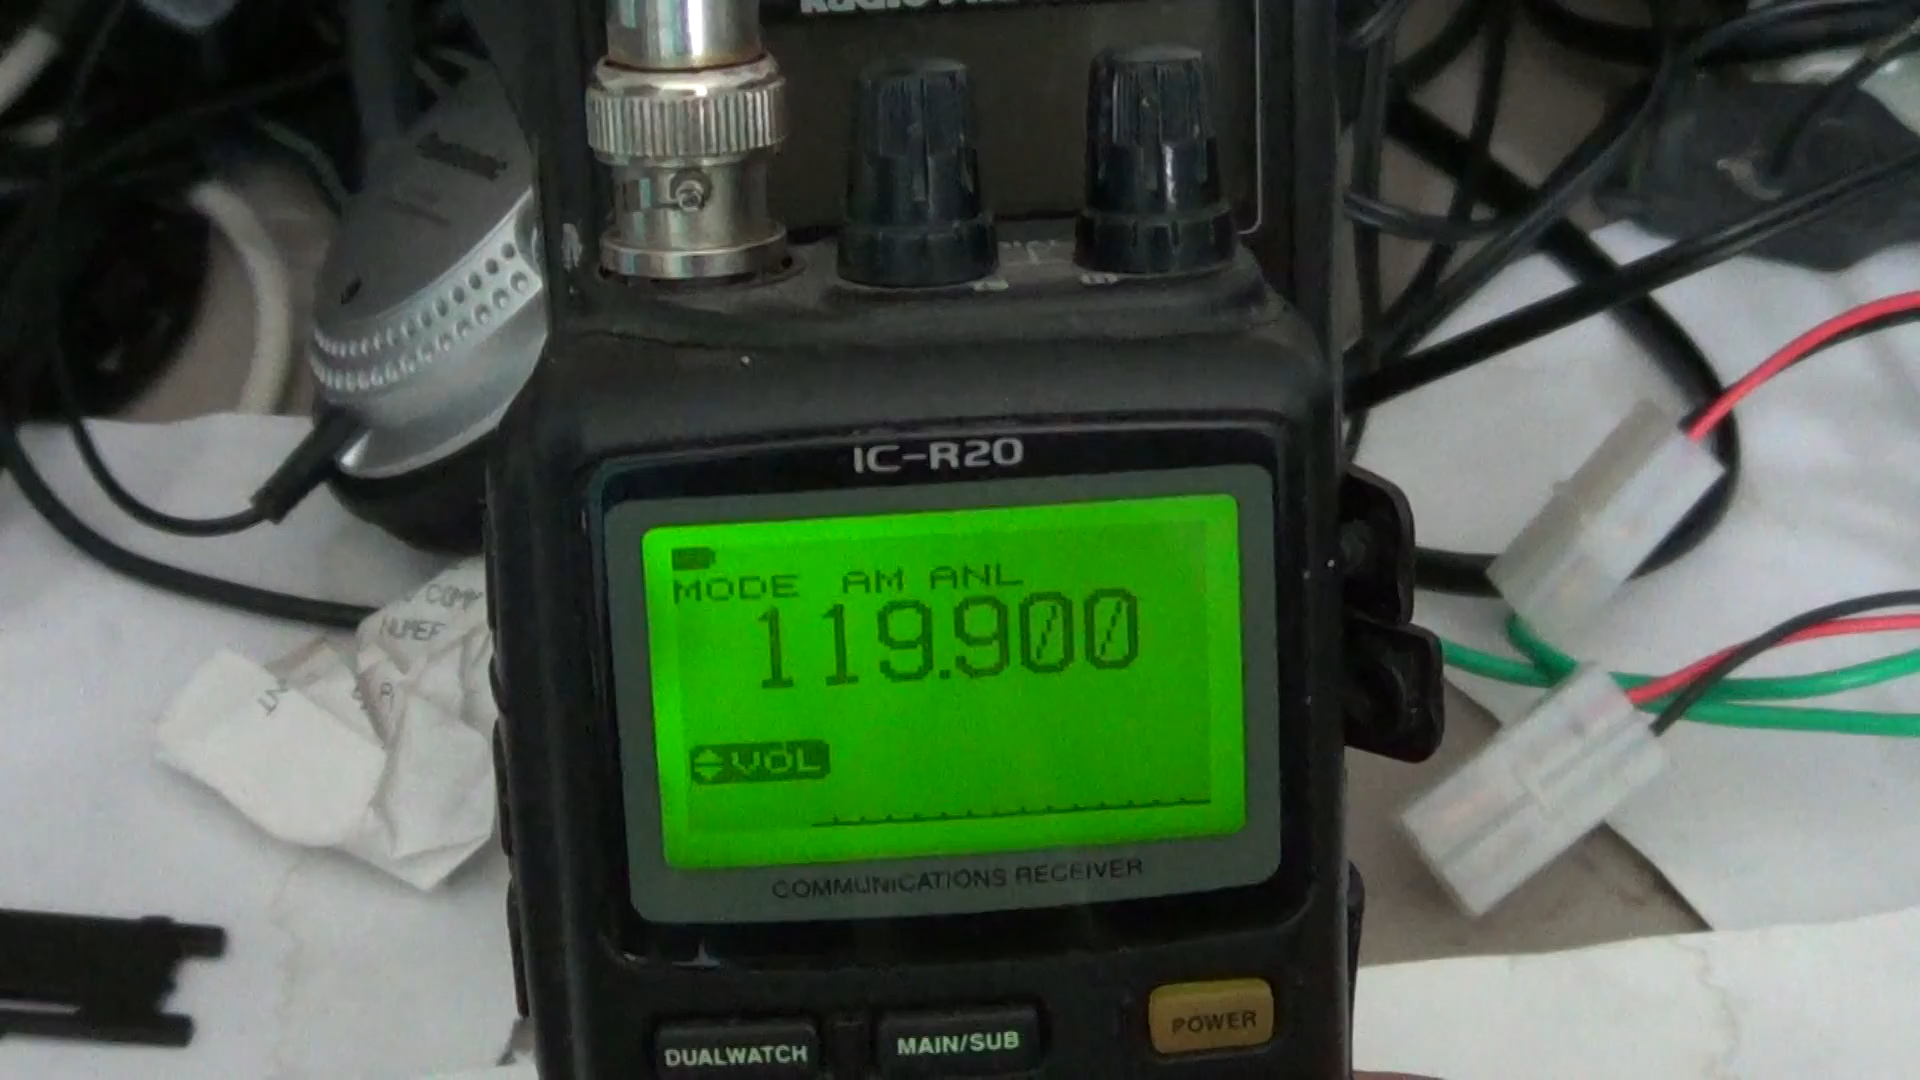 IC-R20
MODE AM ANL
119.900
VOL
COMMUNICATIONS RECEIVER
DUALWATCH
MAIN/SUB
POWER